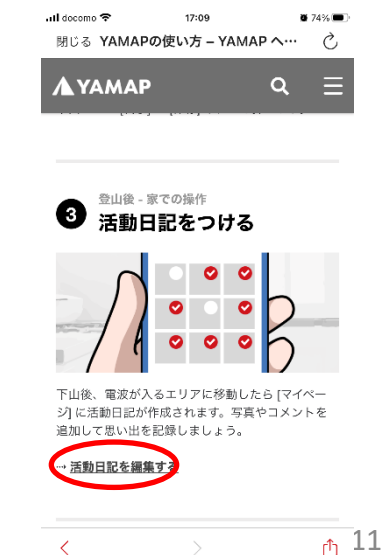 docomo 17:09 74%
閉じる YAMAPの使い方 – YAMAP ヘ…
YAMAP
登山後 - 家での操作
3 活動日記をつける
下山後、電波が入るエリアに移動したら [マイペー
ジ] に活動日記が作成されます。写真やコメントを
追加して思い出を記録しましょう。
→ 活動日記を編集する
11